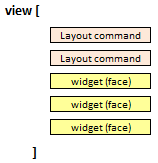 view [
Layout command
Layout command
widget (face)
widget (face)
widget (face)
]